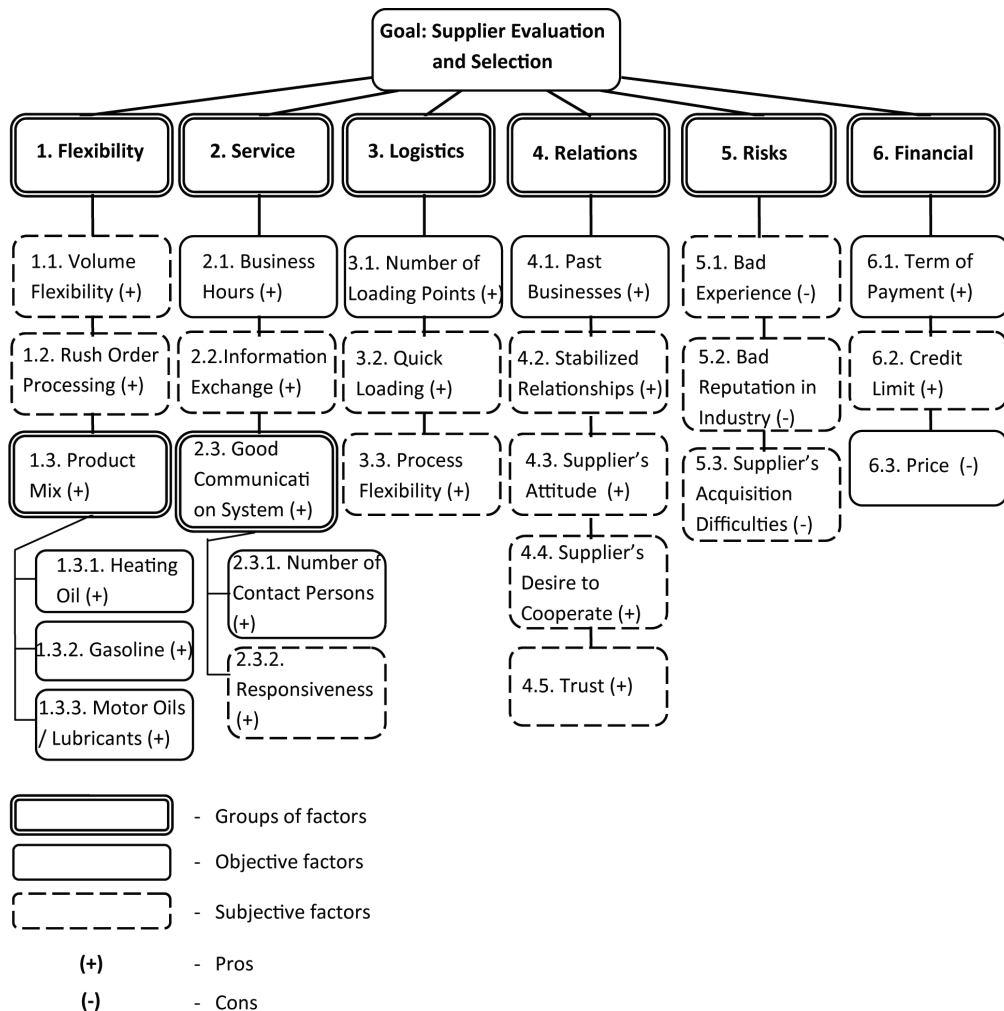 Goal: Supplier Evaluation
and Selection
1. Flexibility
2. Service
3. Logistics
4. Relations
5. Risks
6. Financial
1.1. Volume
Flexibility (+)
1.2. Rush Order
Processing (+)
1.3. Product
Mix (+)
1.3.1. Heating
Oil (+)
1.3.2. Gasoline (+)
1.3.3. Motor Oils
/ Lubricants (+)
2.1. Business
Hours (+)
2.2.Information
Exchange (+)
2.3. Good
Communicati
on System (+)
2.3.1. Number of
Contact Persons
(+)
2.3.2.
Responsiveness
(+)
3.1. Number of
Loading Points (+)
3.2. Quick
Loading (+)
3.3. Process
Flexibility (+)
4.1. Past
Businesses (+)
4.2. Stabilized
Relationships (+)
4.3. Supplier's
Attitude (+)
4.4. Supplier's
Desire to
Cooperate (+)
4.5. Trust (+)
5.1. Bad
Experience (-)
5.2. Bad
Reputation in
Industry (-)
5.3. Supplier's
Acquisition
Difficulties (-)
6.1. Term of
Payment (+)
6.2. Credit
Limit (+)
6.3. Price (-)
- Groups of factors
- Objective factors
- Subjective factors
(+) - Pros
(-) - Cons